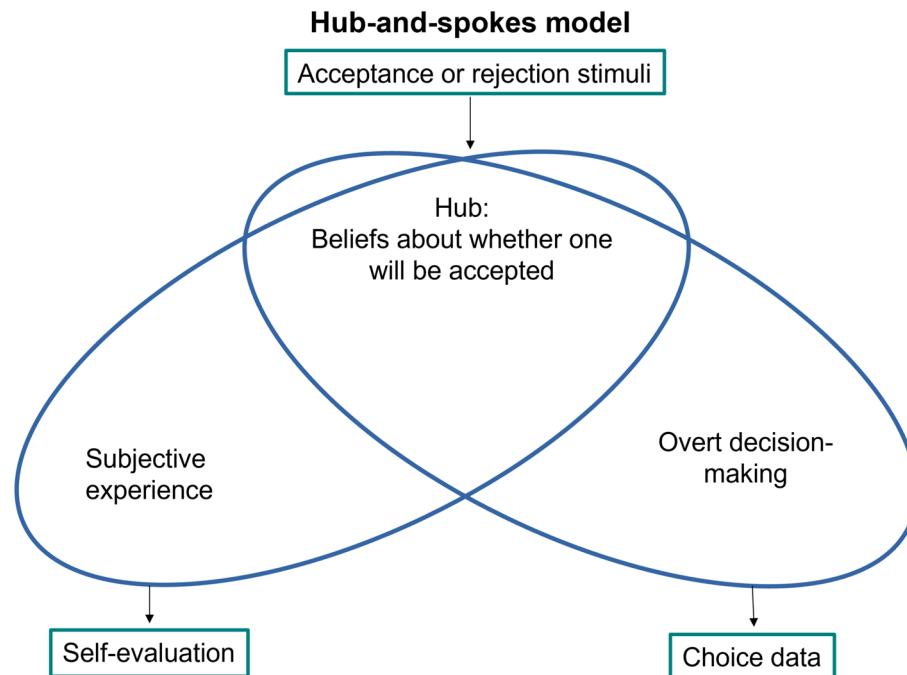 Hub-and-spokes model
Acceptance or rejection stimuli
Hub:
Beliefs about whether one
will be accepted
Subjective
experience
Overt decision-
making
Self-evaluation
Choice data